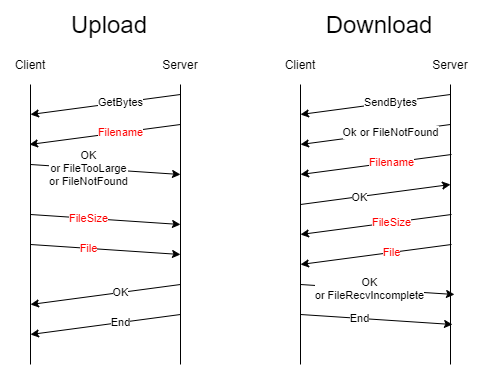 Upload
Download
Client
Server
Client
Server
GetBytes
Filename
OK
or FileTooLarge
or FileNotFound
FileSize
File
OK
End
SendBytes
Ok or FileNotFound
Filename
OK
FileSize
File
OK
or FileRecvIncomplete
End